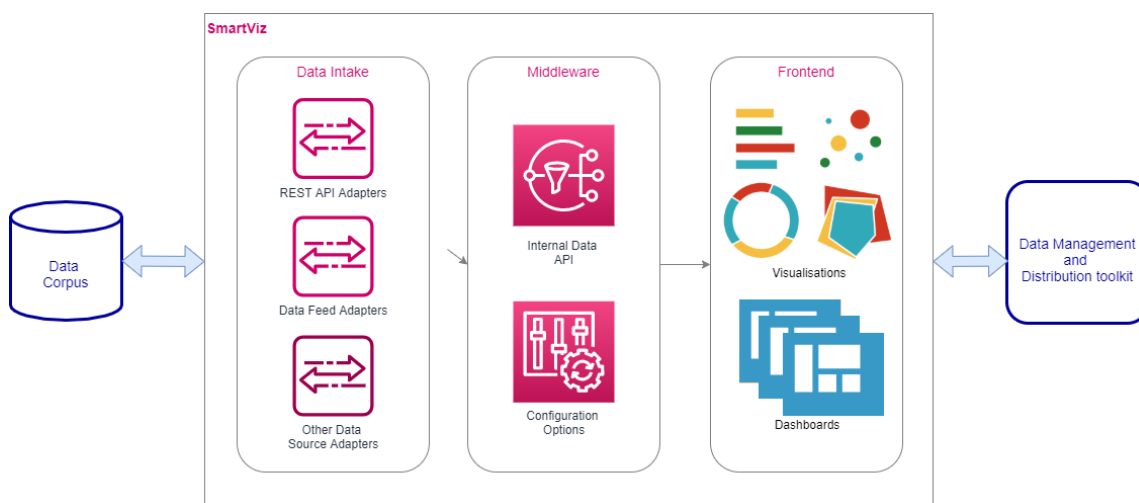 SmartViz
Data Intake
Middleware
Frontend
REST API Adapters
Data Feed Adapters
Other Data
Source Adapters
Internal Data
API
Configuration
Options
Visualisations
Dashboards
Data
Corpus
Data Management
and
Distribution toolkit